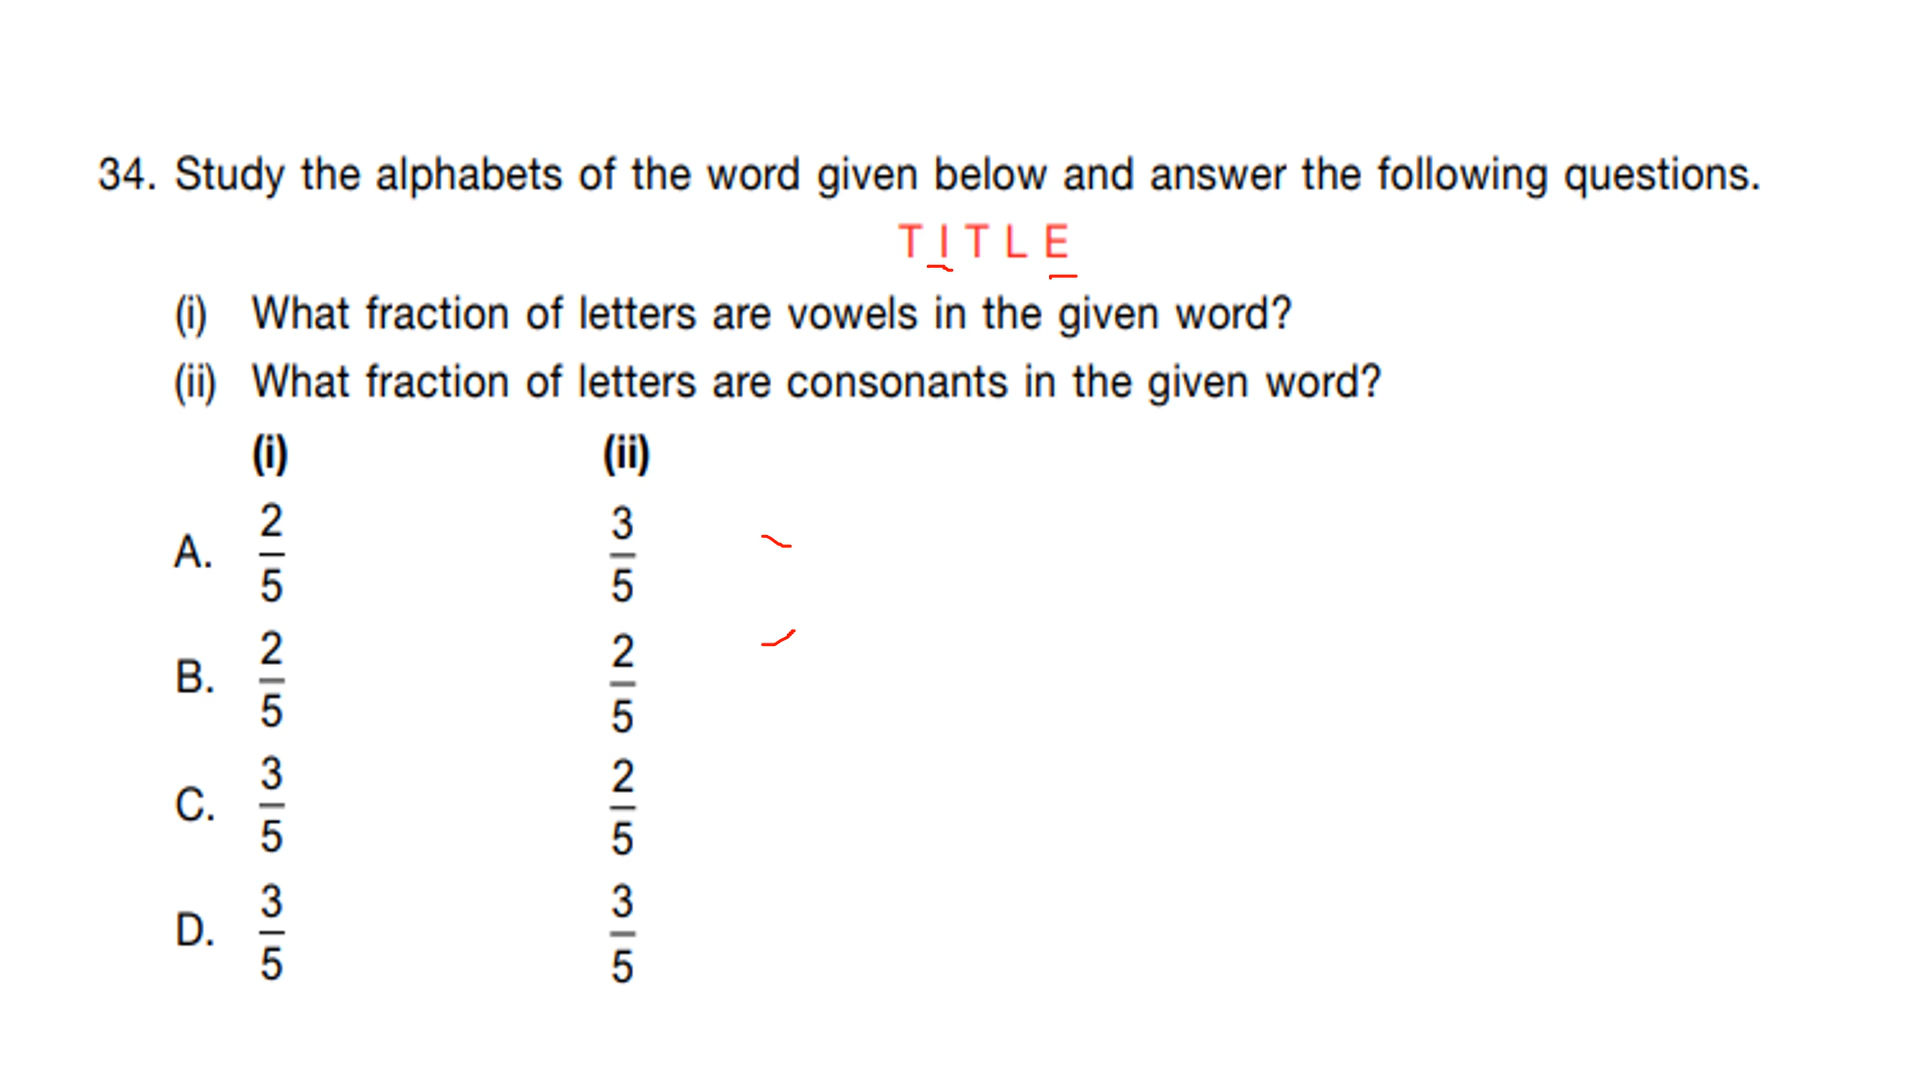 34. Study the alphabets of the word given below and answer the following questions.
T I T L E
(i) What fraction of letters are vowels in the given word?
(ii) What fraction of letters are consonants in the given word?
(i) (ii)
A. 2/5 3/5
B. 2/5 2/5
C. 3/5 2/5
D. 3/5 3/5